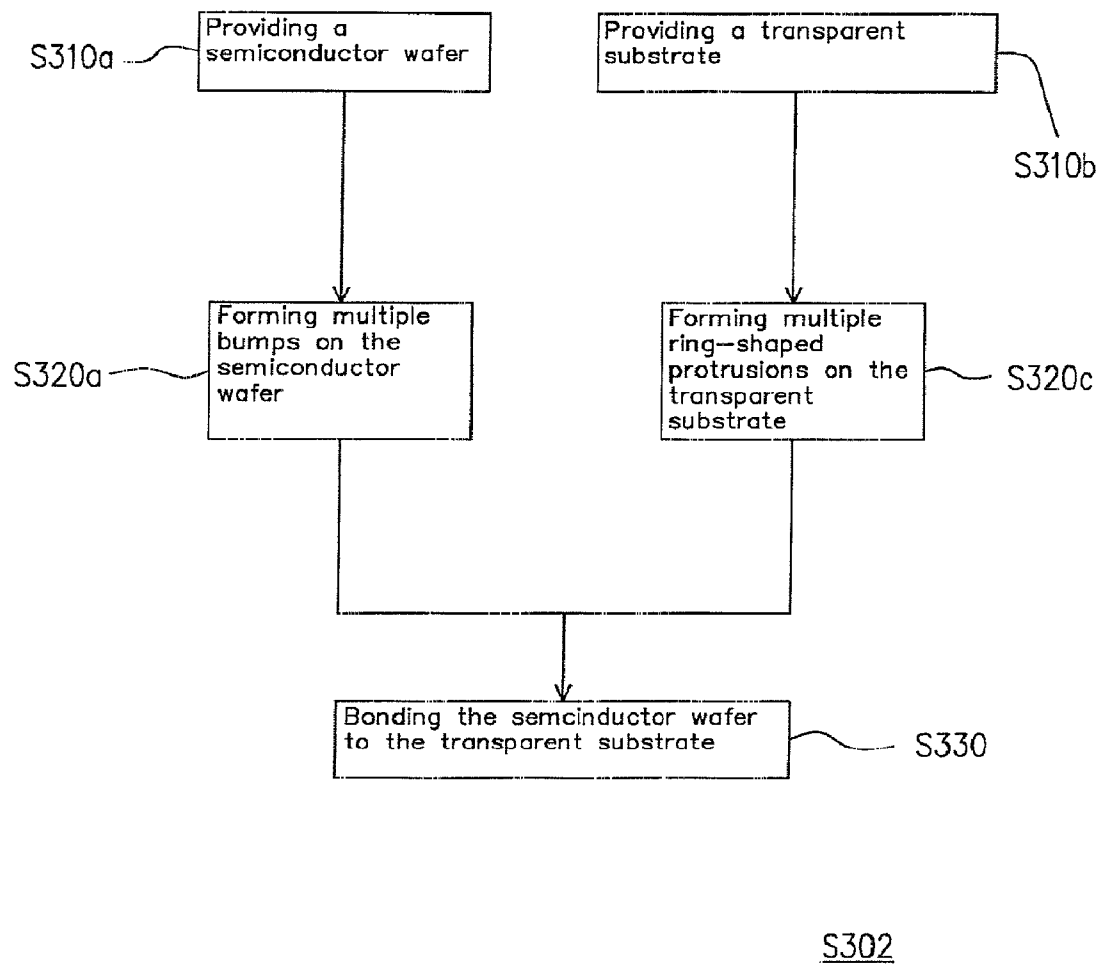 S310a
Providing a
semiconductor wafer
Providing a transparent
substrate
S310b
S320a
Forming multiple
bumps on the
semiconductor
wafer
Forming multiple
ring-shaped
protrusions on the
transparent
substrate
S320c
Bonding the semcinductor wafer
to the transparent substrate
S330
S302